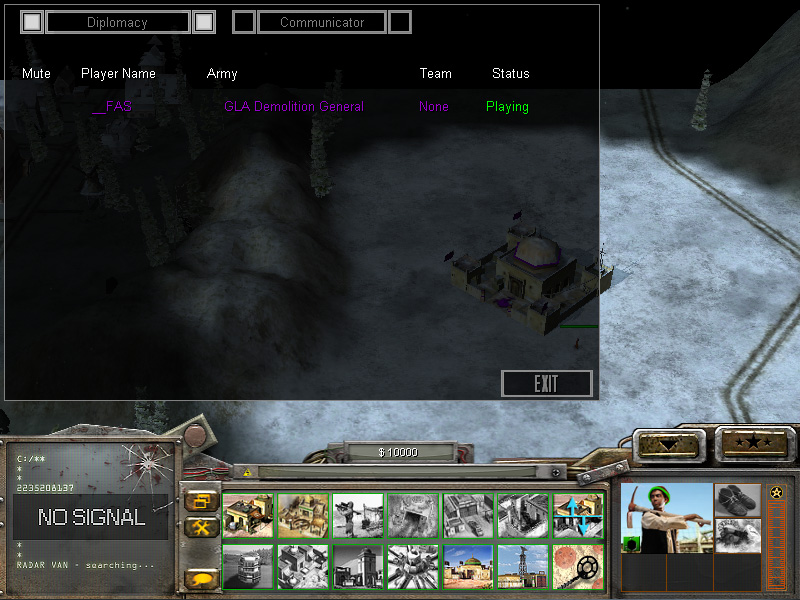 Diplomacy Communicator
Mute Player Name Army Team Status
__FAS GLA Demolition General None Playing
EXIT
$ 10000
C:/**
*
*
2235208137
NO SIGNAL
*
*
RADAR VAN - searching---